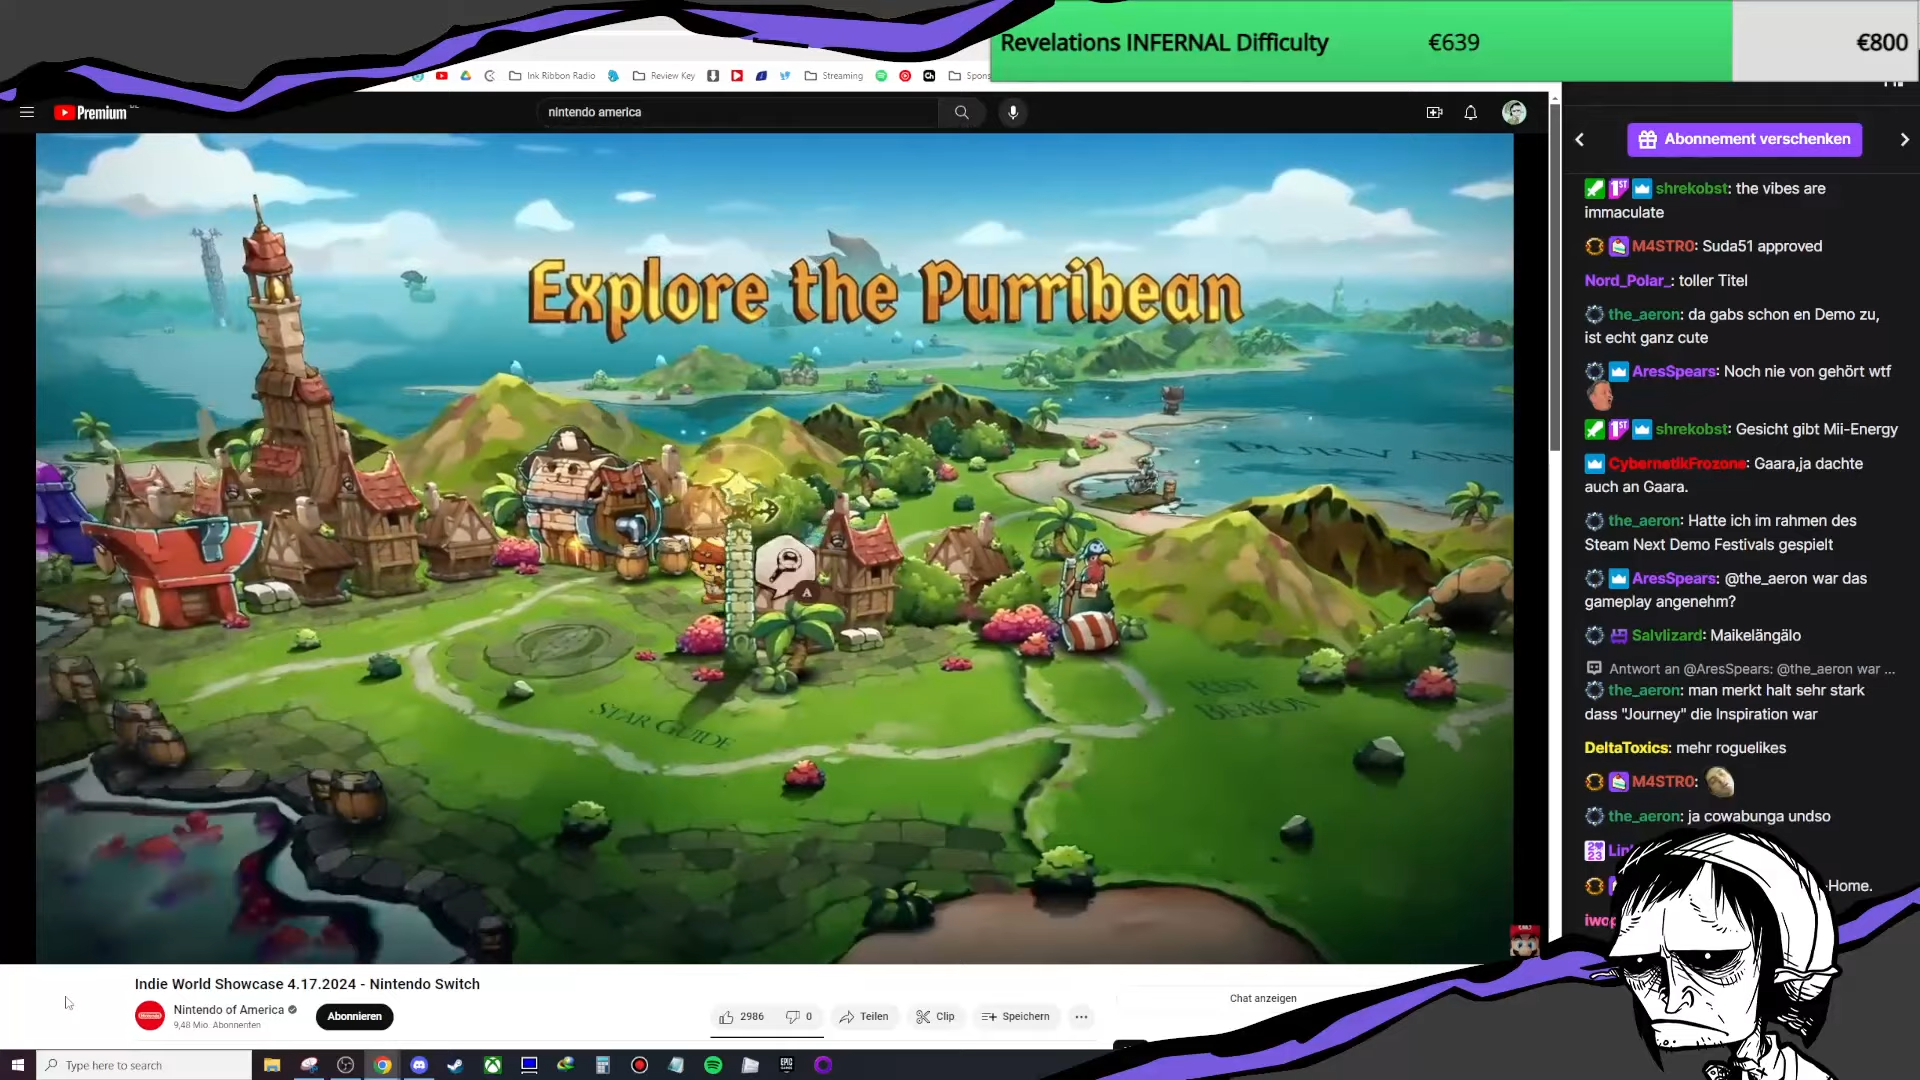 Revelations INFERNAL Difficulty €639 €800
Ink Ribbon Radio Review Key Streaming Spons
Premium nintendo america
Abonnement verschenken
shrekobst: the vibes are
immaculate
M4STR0: Suda51 approved
Nord_Polar_: toller Titel
the_aeron: da gabs schon en Demo zu,
ist echt ganz cute
AresSpears: Noch nie von gehört wtf
shrekobst: Gesicht gibt Mii-Energy
CybernetikFrozone: Gaara,ja dachte
auch an Gaara.
the_aeron: Hatte ich im rahmen des
Steam Next Demo Festivals gespielt
AresSpears: @the_aeron war das
gameplay angenehm?
Salvlizard: Maikelängälo
Antwort an @AresSpears: @the_aeron war ...
the_aeron: man merkt halt sehr stark
dass "Journey" die Inspiration war
DeltaToxics: mehr roguelikes
M4STR0:
the_aeron: ja cowabunga undso
Home.
Explore the Purribean
A
STAR GUIDE
Indie World Showcase 4.17.2024 - Nintendo Switch
Nintendo of America
9,48 Mio. Abonnenten
Abonnieren
2986 0 Teilen Clip Speichern
Chat anzeigen
Type here to search